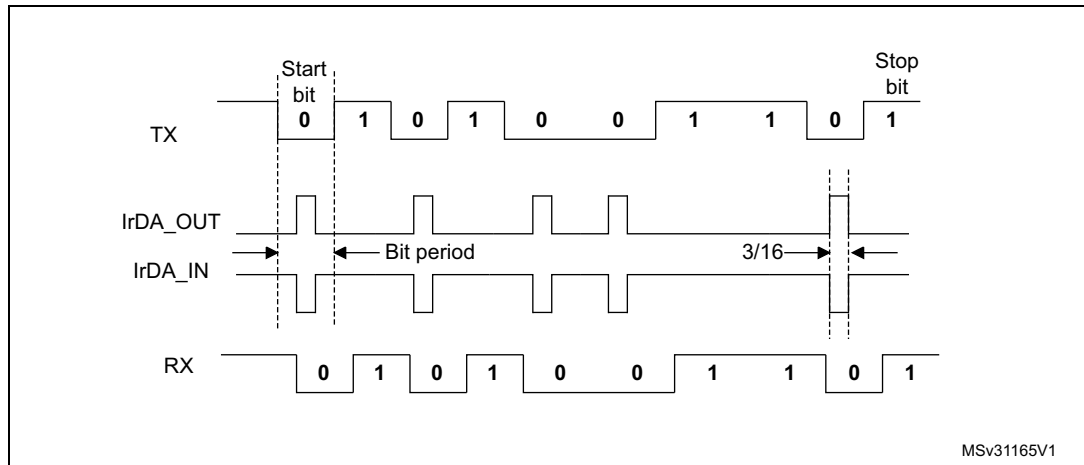 Start
bit
Stop
bit
TX
0 1 0 1 0 0 1 1 0 1
IrDA_OUT
Bit period
3/16
IrDA_IN
RX
0 1 0 1 0 0 1 1 0 1
MSv31165V1